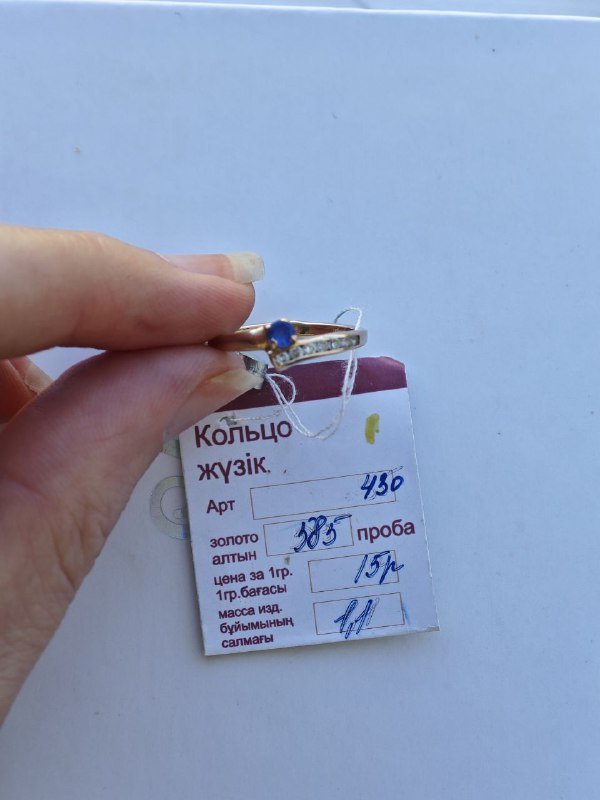 Кольцо
жүзік.
Арт 430
золото
алтын 585 проба
цена за 1гр.
1гр.бағасы 15р
масса изд.
бұйымының
салмағы 1,11